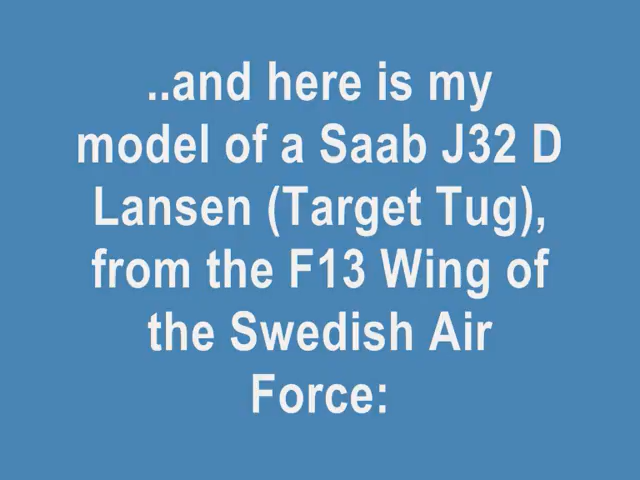 ..and here is my
model of a Saab J32 D
Lansen (Target Tug),
from the F13 Wing of
the Swedish Air
Force: